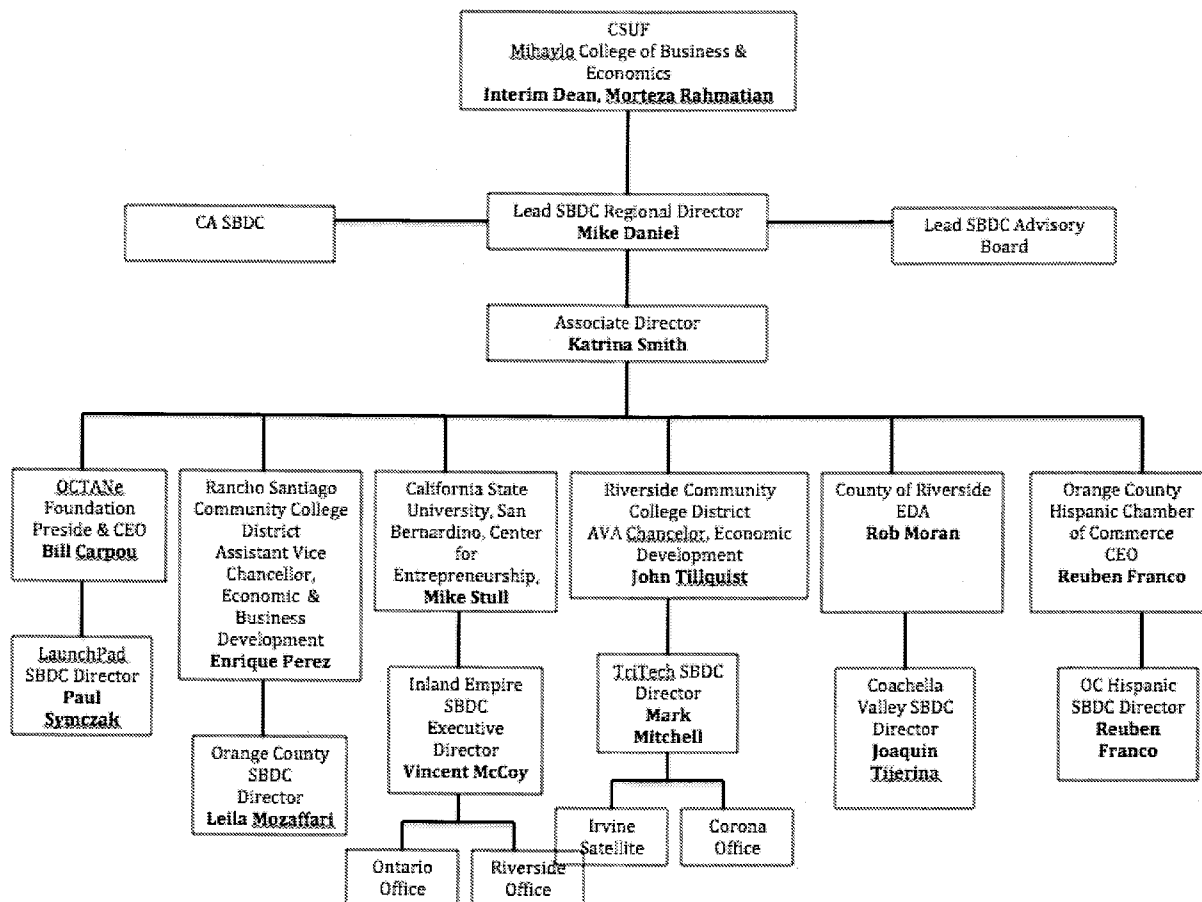 CSUF
Mihaylo College of Business &
Economics
Interim Dean, Morteza Rahmatian
CA SBDC
Lead SBDC Regional Director
Mike Daniel
Lead SBDC Advisory
Board
Associate Director
Katrina Smith
OCTANe
Foundation
Preside & CEO
Bill Carpou
Rancho Santiago
Community College
District
Assistant Vice
Chancellor,
Economic &
Business
Development
Enrique Perez
California State
University, San
Bernardino, Center
for
Entrepreneurship,
Mike Stull
Riverside Community
College District
AVA Chancelor, Economic
Development
John Tillquist
County of Riverside
EDA
Rob Moran
Orange County
Hispanic Chamber
of Commerce
CEO
Reuben Franco
LaunchPad
SBDC Director
Paul
Symczak
Orange County
SBDC
Director
Leila Mozaffari
Inland Empire
SBDC
Executive
Director
Vincent McCoy
TriTech SBDC
Director
Mark
Mitchell
Coachella
Valley SBDC
Director
Joaquin
Tijerina
OC Hispanic
SBDC Director
Reuben
Franco
Ontario
Office
Riverside
Office
Irvine
Satellite
Corona
Office